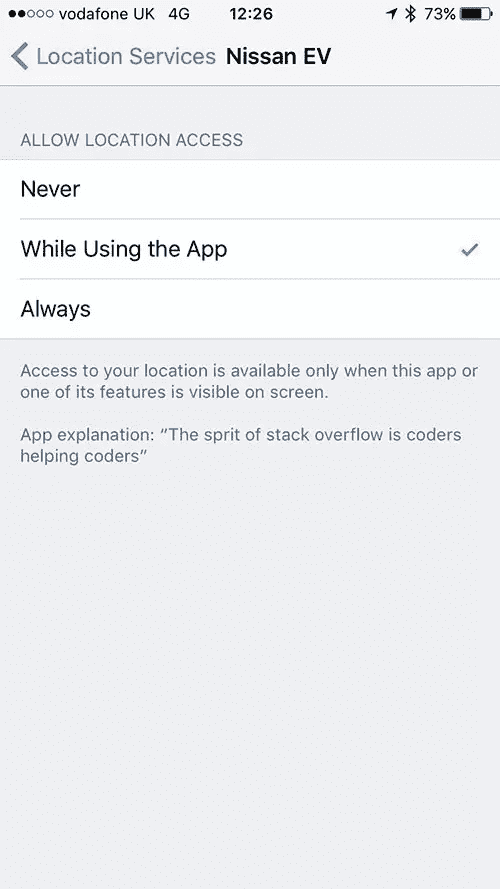 vodafone UK 4G 12:26 73%
Location Services Nissan EV
ALLOW LOCATION ACCESS
Never
While Using the App
Always
Access to your location is available only when this app or
one of its features is visible on screen.
App explanation: “The sprit of stack overflow is coders
helping coders”